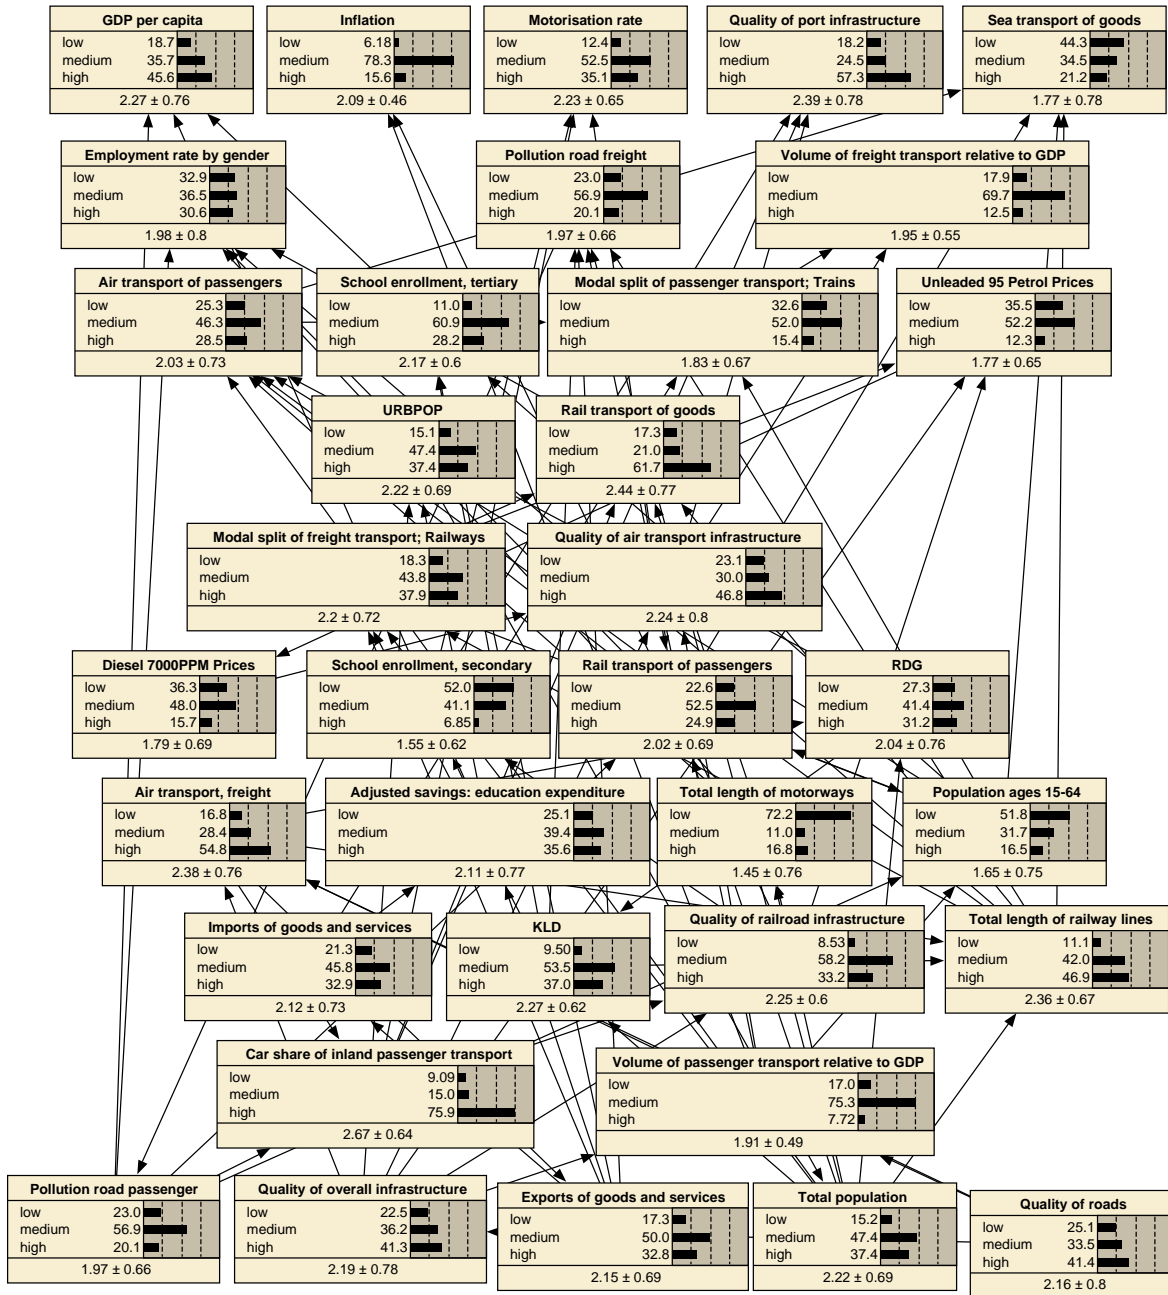 GDP per capita
low 18.7
medium 35.7
high 45.6
2.27 ± 0.76
Inflation
low 6.18
medium 78.3
high 15.6
2.09 ± 0.46
Motorisation rate
low 12.4
medium 52.5
high 35.1
2.23 ± 0.65
Quality of port infrastructure
low 18.2
medium 24.5
high 57.3
2.39 ± 0.78
Sea transport of goods
low 44.3
medium 34.5
high 21.2
1.77 ± 0.78
Employment rate by gender
low 32.9
medium 36.5
high 30.6
1.98 ± 0.8
Pollution road freight
low 23.0
medium 56.9
high 20.1
1.97 ± 0.66
Volume of freight transport relative to GDP
low 17.9
medium 69.7
high 12.5
1.95 ± 0.55
Air transport of passengers
low 25.3
medium 46.3
high 28.5
2.03 ± 0.73
School enrollment, tertiary
low 11.0
medium 60.9
high 28.2
2.17 ± 0.6
Modal split of passenger transport; Trains
low 32.6
medium 52.0
high 15.4
1.83 ± 0.67
Unleaded 95 Petrol Prices
low 35.5
medium 52.2
high 12.3
1.77 ± 0.65
URBPOP
low 15.1
medium 47.4
high 37.4
2.22 ± 0.69
Rail transport of goods
low 17.3
medium 21.0
high 61.7
2.44 ± 0.77
Modal split of freight transport; Railways
low 18.3
medium 43.8
high 37.9
2.2 ± 0.72
Quality of air transport infrastructure
low 23.1
medium 30.0
high 46.8
2.24 ± 0.8
Diesel 7000PPM Prices
low 36.3
medium 48.0
high 15.7
1.79 ± 0.69
School enrollment, secondary
low 52.0
medium 41.1
high 6.85
1.55 ± 0.62
Rail transport of passengers
low 22.6
medium 52.5
high 24.9
2.02 ± 0.69
RDG
low 27.3
medium 41.4
high 31.2
2.04 ± 0.76
Air transport, freight
low 16.8
medium 28.4
high 54.8
2.38 ± 0.76
Adjusted savings: education expenditure
low 25.1
medium 39.4
high 35.6
2.11 ± 0.77
Total length of motorways
low 72.2
medium 11.0
high 16.8
1.45 ± 0.76
Population ages 15-64
low 51.8
medium 31.7
high 16.5
1.65 ± 0.75
Imports of goods and services
low 21.3
medium 45.8
high 32.9
2.12 ± 0.73
KLD
low 9.50
medium 53.5
high 37.0
2.27 ± 0.62
Quality of railroad infrastructure
low 8.53
medium 58.2
high 33.2
2.25 ± 0.6
Total length of railway lines
low 11.1
medium 42.0
high 46.9
2.36 ± 0.67
Car share of inland passenger transport
low 9.09
medium 15.0
high 75.9
2.67 ± 0.64
Volume of passenger transport relative to GDP
low 17.0
medium 75.3
high 7.72
1.91 ± 0.49
Pollution road passenger
low 23.0
medium 56.9
high 20.1
1.97 ± 0.66
Quality of overall infrastructure
low 22.5
medium 36.2
high 41.3
2.19 ± 0.78
Exports of goods and services
low 17.3
medium 50.0
high 32.8
2.15 ± 0.69
Total population
low 15.2
medium 47.4
high 37.4
2.22 ± 0.69
Quality of roads
low 25.1
medium 33.5
high 41.4
2.16 ± 0.8